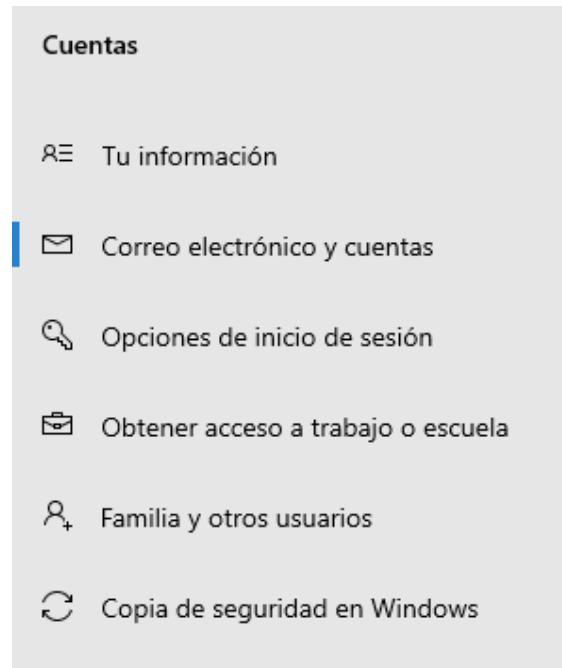 Cuentas
Tu información
Correo electrónico y cuentas
Opciones de inicio de sesión
Obtener acceso a trabajo o escuela
Familia y otros usuarios
Copia de seguridad en Windows